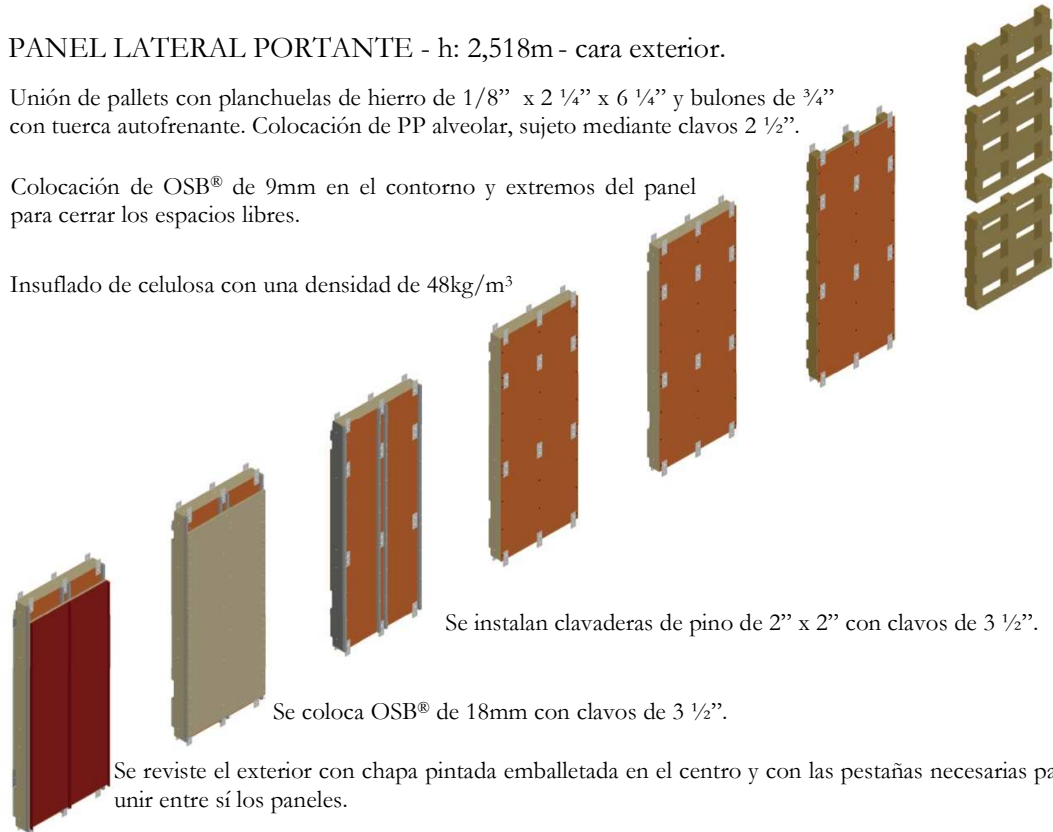 PANEL LATERAL PORTANTE - h: 2,518m - cara exterior.
Unión de pallets con planchuelas de hierro de 1/8” x 2 ¼” x 6 ¼” y bulones de ¾”
con tuerca autofrenante. Colocación de PP alveolar, sujeto mediante clavos 2 ½”.
Colocación de OSB® de 9mm en el contorno y extremos del panel
para cerrar los espacios libres.
Insuflado de celulosa con una densidad de 48kg/m³
Se instalan clavaderas de pino de 2” x 2” con clavos de 3 ½”.
Se coloca OSB® de 18mm con clavos de 3 ½”.
Se reviste el exterior con chapa pintada emballetada en el centro y con las pestañas necesarias pa
unir entre sí los paneles.